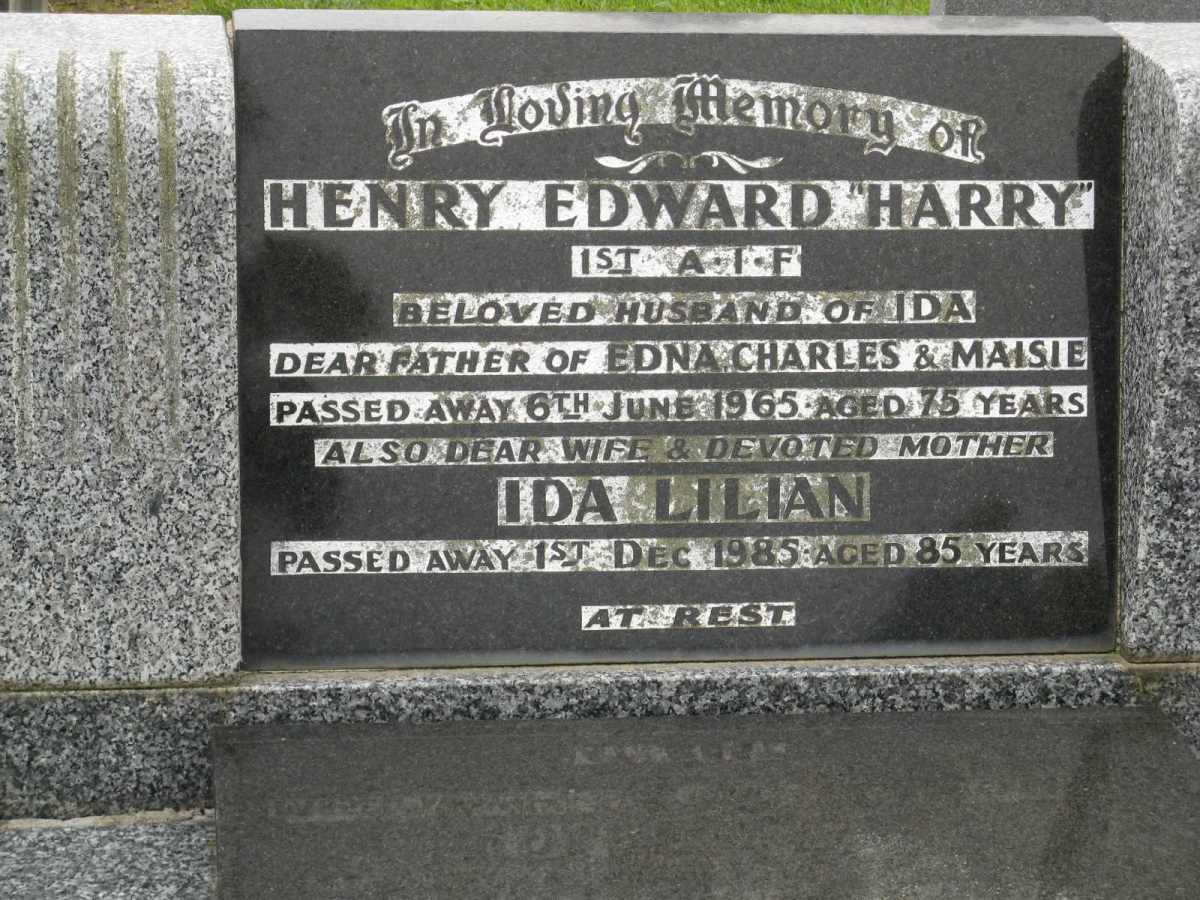 In Loving Memory of
HENRY EDWARD "HARRY"
1ST A·I·F
BELOVED HUSBAND OF IDA
DEAR FATHER OF EDNA, CHARLES & MAISIE
PASSED AWAY 6TH JUNE 1965·AGED 75 YEARS
ALSO DEAR WIFE & DEVOTED MOTHER
IDA LILIAN
PASSED AWAY 1ST DEC 1985·AGED 85 YEARS
AT REST